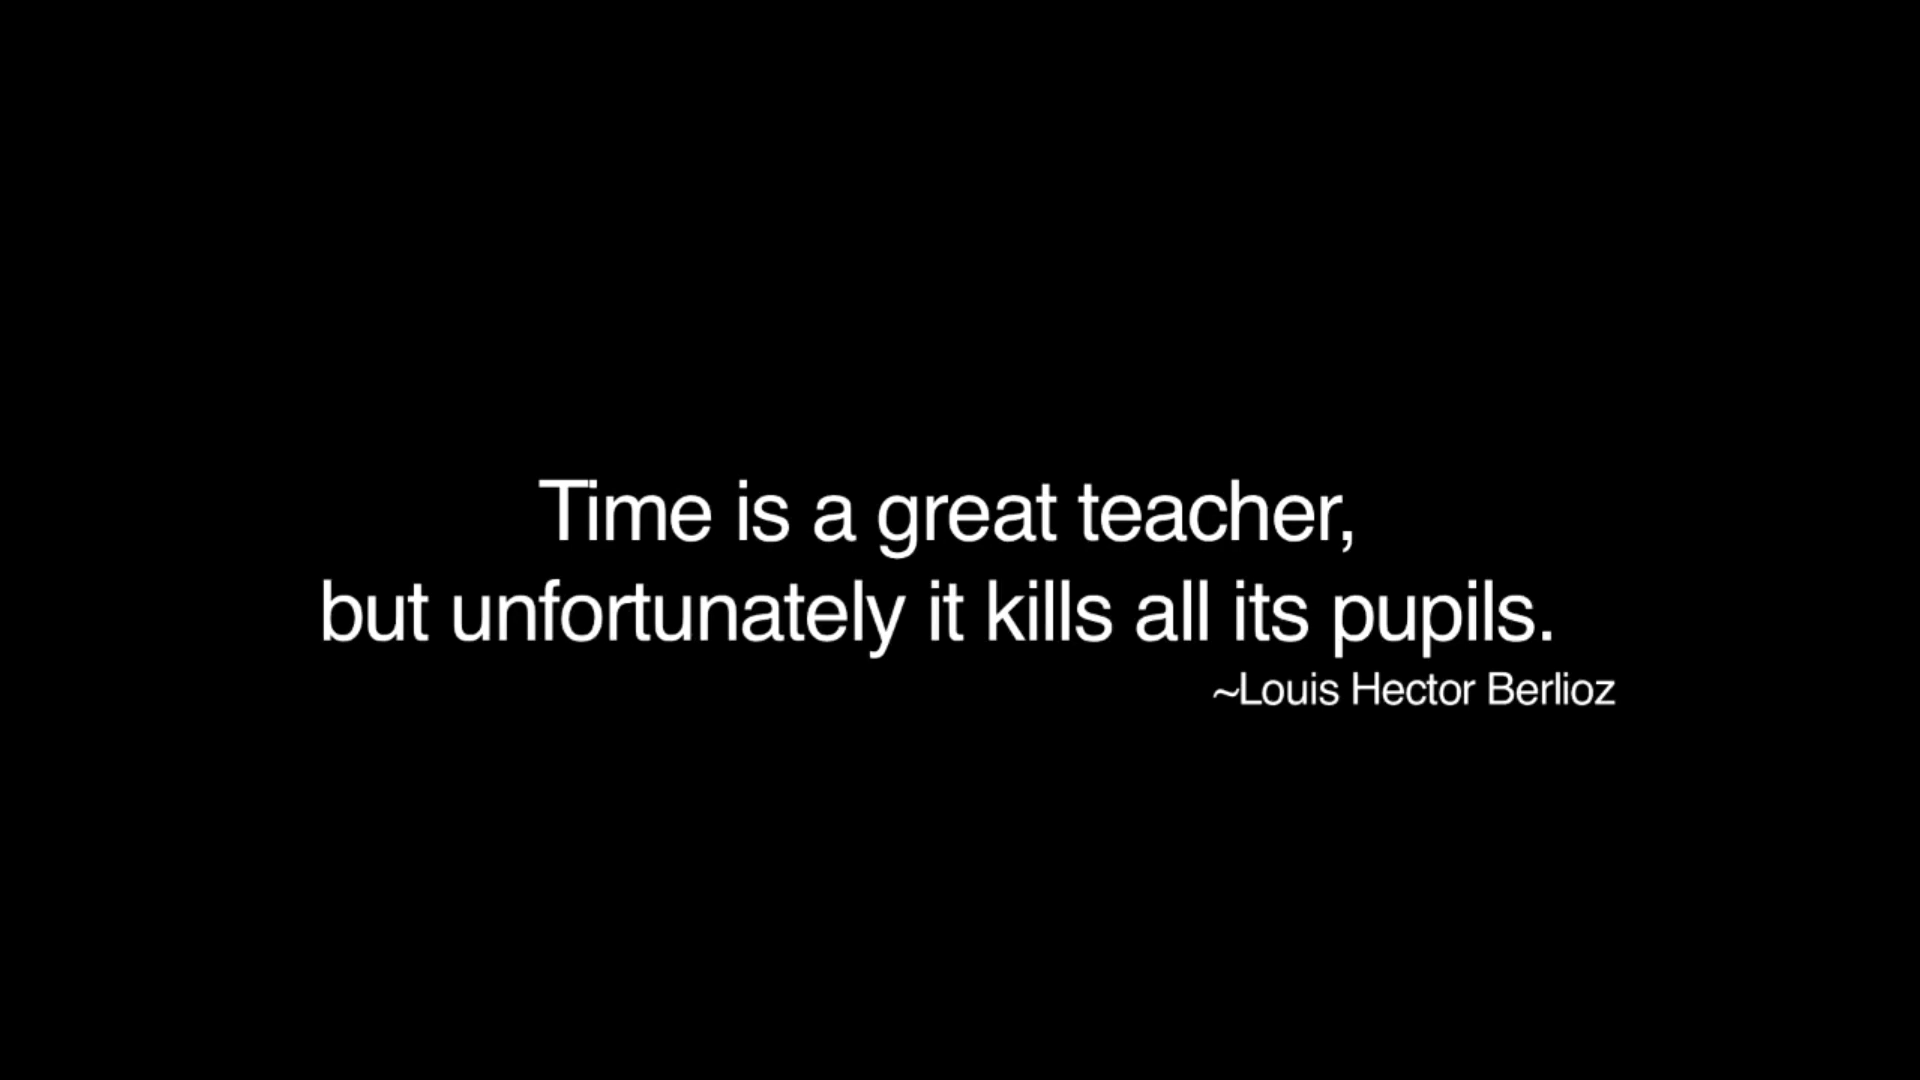 Time is a great teacher,
but unfortunately it kills all its pupils.
~Louis Hector Berlioz